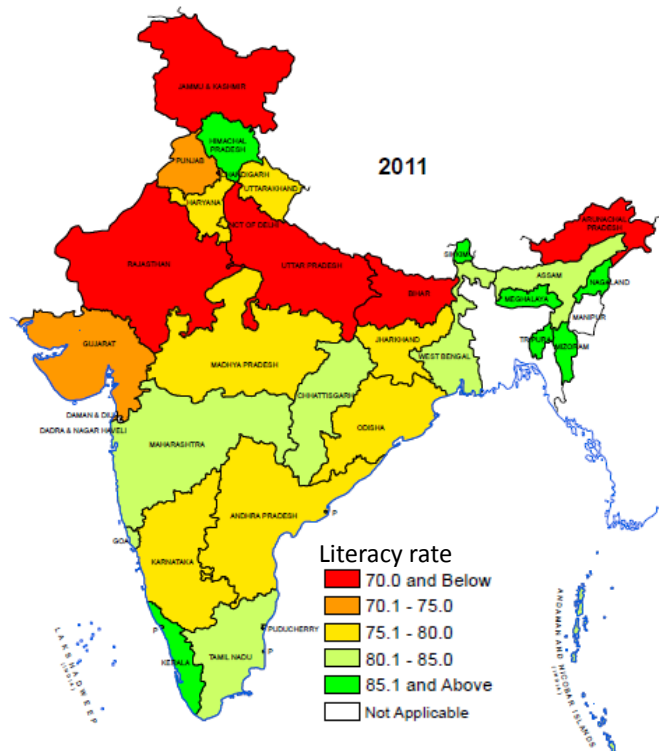 JAMMU & KASHMIR
HIMACHAL
PRADESH
PUNJAB
CHANDIGARH
UTTARAKHAND
HARYANA
2011
NCT OF DELHI
ARUNACHAL
PRADESH
RAJASTHAN
UTTAR PRADESH
SIKKIM
ASSAM
NAGALAND
BIHAR
MEGHALAYA
MANIPUR
GUJARAT
JHARKHAND
TRIPURA
MIZORAM
MADHYA PRADESH
WEST BENGAL
CHHATTISGARH
DAMAN & DIU
ODISHA
DADRA & NAGAR HAVELI
MAHARASHTRA
ANDHRA PRADESH
P
GOA
KARNATAKA
Literacy rate
70.0 and Below
70.1 - 75.0
75.1 - 80.0
80.1 - 85.0
85.1 and Above
Not Applicable
P
PUDUCHERRY
P
KERALA
TAMIL NADU
LAKSHADWEEP
(INDIA)
ANDAMAN AND NICOBAR ISLANDS
(INDIA)